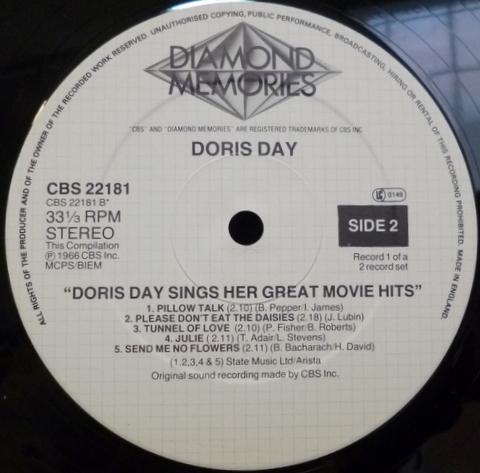 ALL RIGHTS OF THE PRODUCER AND OF THE OWNER OF THE RECORDED WORK RESERVED. UNAUTHORISED COPYING, PUBLIC PERFORMANCE, BROADCASTING, HIRING OR RENTAL OF THIS RECORDING PROHIBITED. MADE IN ENGLAND.
DIAMOND
MEMORIES
"CBS" AND "DIAMOND MEMORIES" ARE REGISTERED TRADEMARKS OF CBS INC
DORIS DAY
CBS 22181
CBS 22181 B*
33⅓ RPM
STEREO
This Compilation
Ⓟ 1966 CBS Inc.
MCPS/BIEM
LC 0149
SIDE 2
Record 1 of a
2 record set
"DORIS DAY SINGS HER GREAT MOVIE HITS"
1. PILLOW TALK (2.10) (B. Pepper/I. James)
2. PLEASE DON'T EAT THE DAISIES (2.18) (J. Lubin)
3. TUNNEL OF LOVE (2.10) (P. Fisher/B. Roberts)
4. JULIE ( 2.11) (T. Adair/L. Stevens)
5. SEND ME NO FLOWERS (2.11) (B. Bacharach/H. David)
(1,2,3,4 & 5) State Music Ltd/Arista
Original sound recording made by CBS Inc.